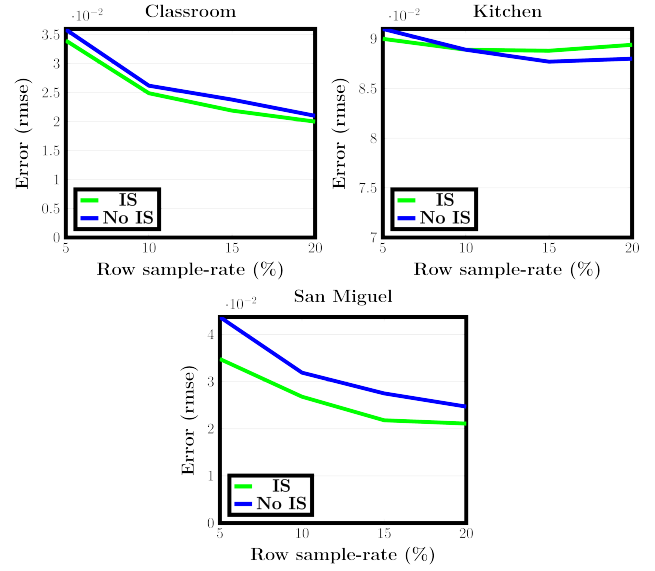 Classroom
·10⁻²
3.5
3
2.5
2
1.5
1
0.5
0
5 10 15 20
Error (rmse)
Row sample-rate (%)
IS
No IS
Kitchen
·10⁻²
9
8.5
8
7.5
7
5 10 15 20
Error (rmse)
Row sample-rate (%)
IS
No IS
San Miguel
·10⁻²
4
3
2
1
0
5 10 15 20
Error (rmse)
Row sample-rate (%)
IS
No IS